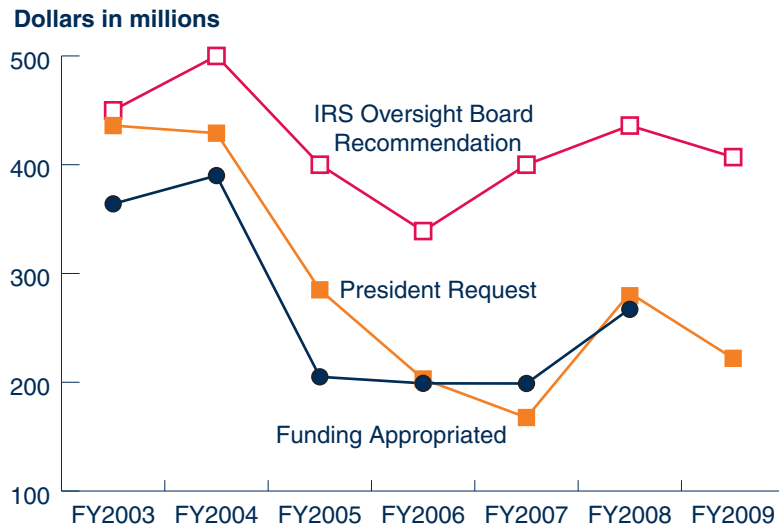 Dollars in millions
500
400
300
200
100
IRS Oversight Board
Recommendation
President Request
Funding Appropriated
FY2003 FY2004 FY2005 FY2006 FY2007 FY2008 FY2009